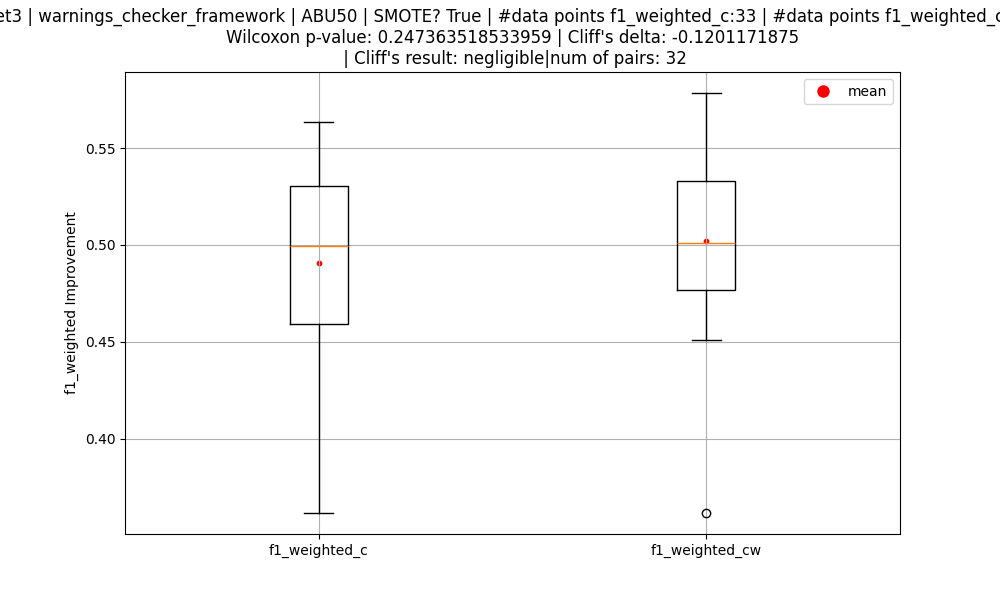 | warnings_checker_framework | ABU50 | SMOTE? True | #data points f1_weighted_c:33 | #data points
Wilcoxon p-value: 0.247363518533959 | Cliff's delta: -0.1201171875
| Cliff's result: negligible|num of pairs: 32
mean
f1_weighted Improvement
0.55
0.50
0.45
0.40
f1_weighted_c
f1_weighted_cw